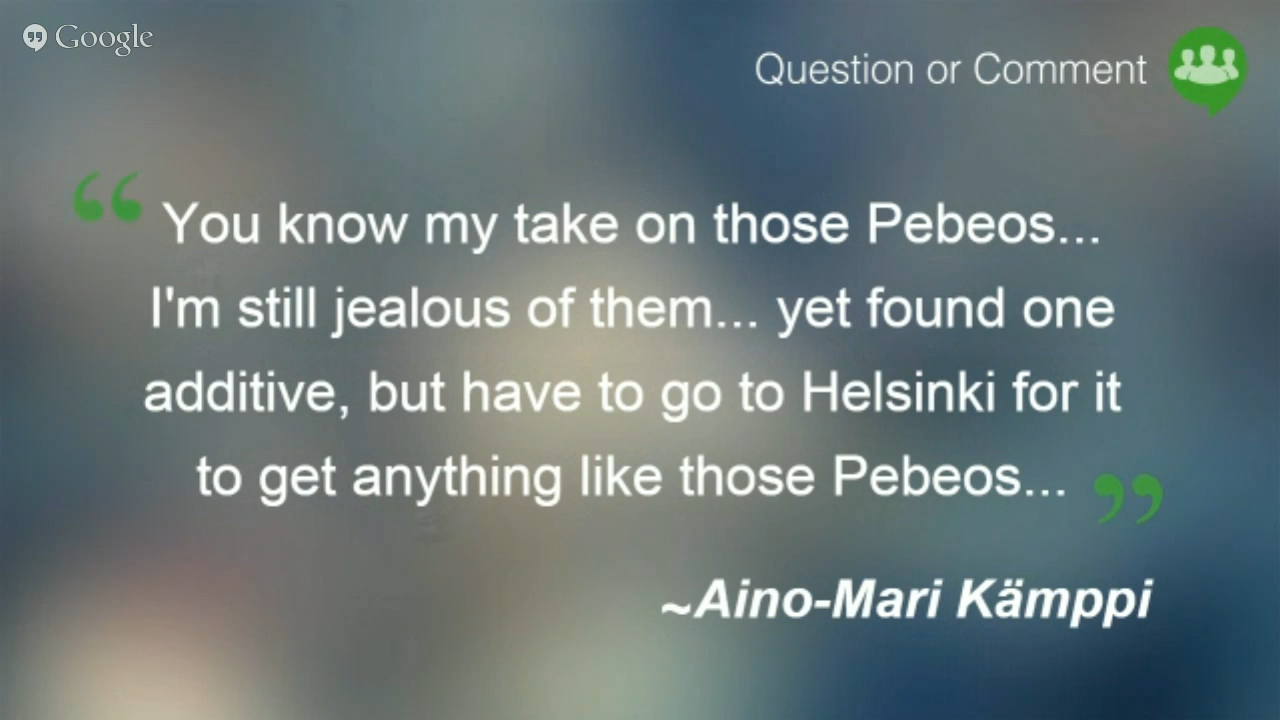 Google
Question or Comment
“ You know my take on those Pebeos...
I'm still jealous of them... yet found one
additive, but have to go to Helsinki for it
to get anything like those Pebeos... ”
~Aino-Mari Kämppi